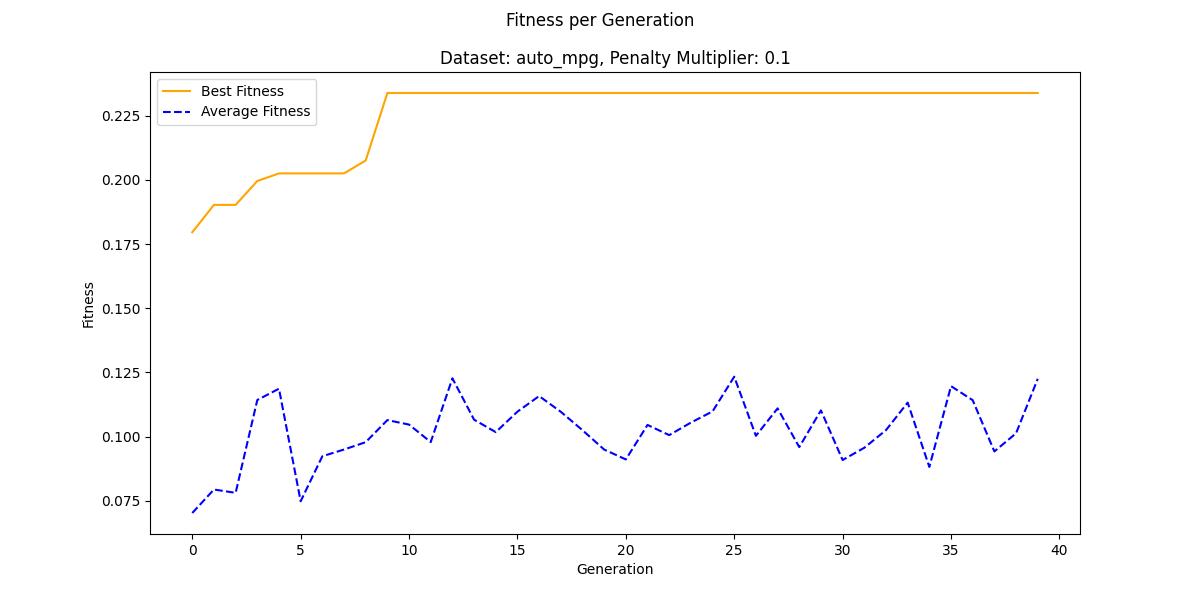 Fitness per Generation
Dataset: auto_mpg, Penalty Multiplier: 0.1
Best Fitness
Average Fitness
0.225
0.200
0.175
0.150
0.125
0.100
0.075
Fitness
0 5 10 15 20 25 30 35 40
Generation